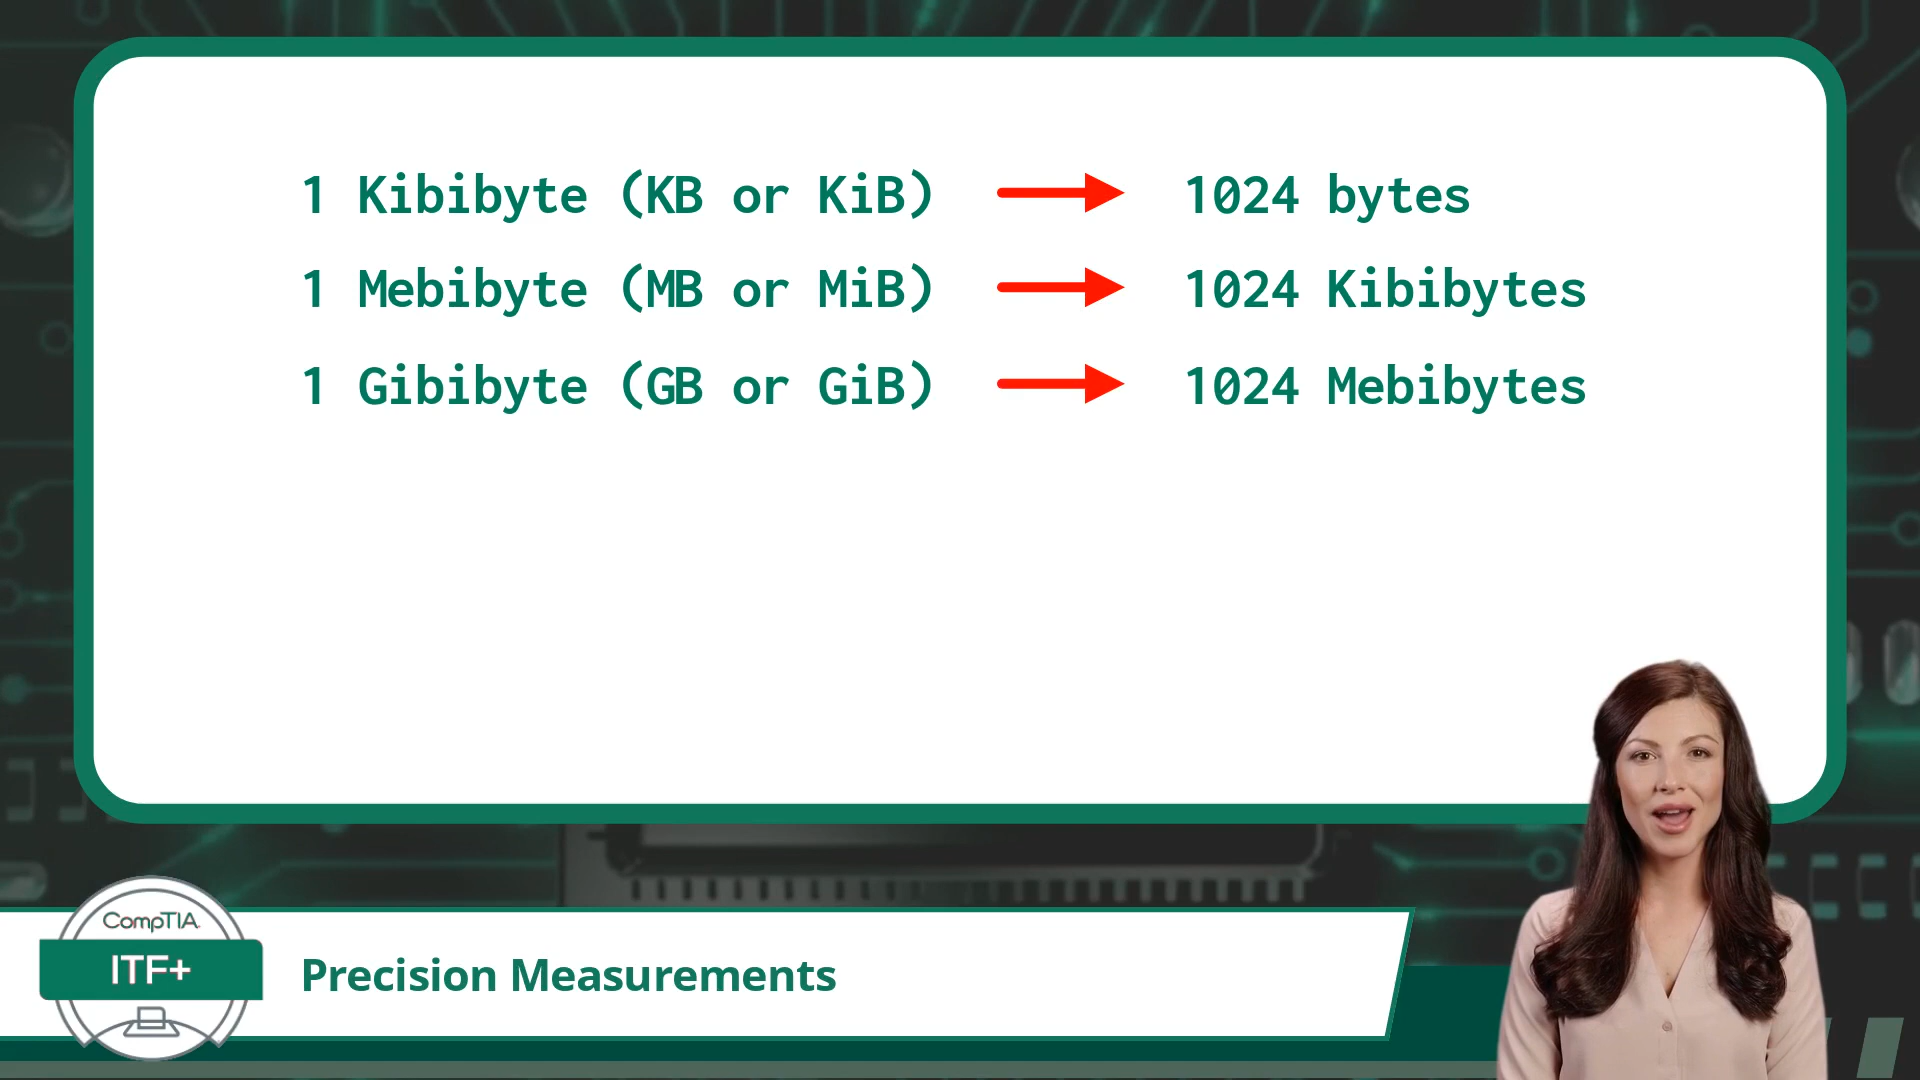 1 Kibibyte (KB or KiB) 1024 bytes
1 Mebibyte (MB or MiB) 1024 Kibibytes
1 Gibibyte (GB or GiB) 1024 Mebibytes
CompTIA
ITF+
Precision Measurements